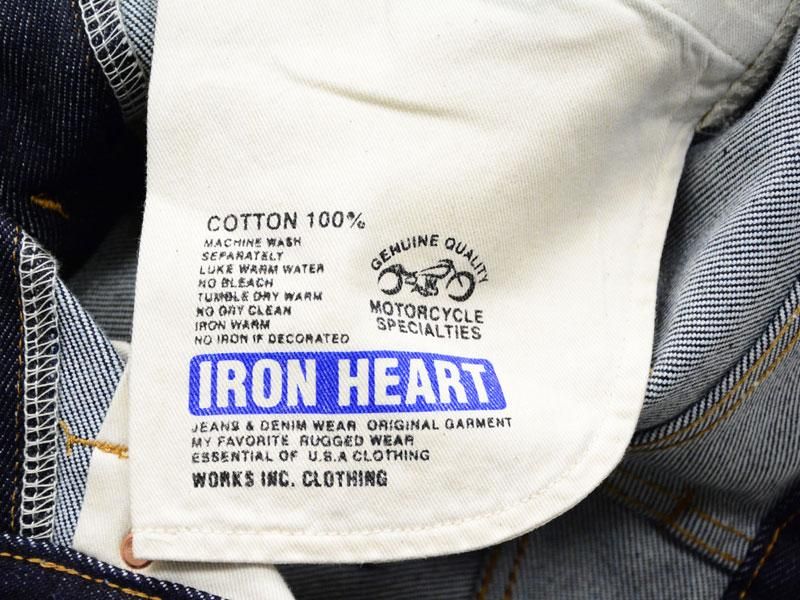 COTTON 100%
MACHINE WASH
SEPARATELY
LUKE WARM WATER
NO BLEACH
TUMBLE DRY WARM
NO DRY CLEAN
IRON WARM
NO IRON IF DECORATED
GENUINE QUALITY
MOTORCYCLE
SPECIALTIES
IRON HEART
JEANS & DENIM WEAR ORIGINAL GARMENT
MY FAVORITE RUGGED WEAR
ESSENTIAL OF U.S.A CLOTHING
WORKS INC. CLOTHING